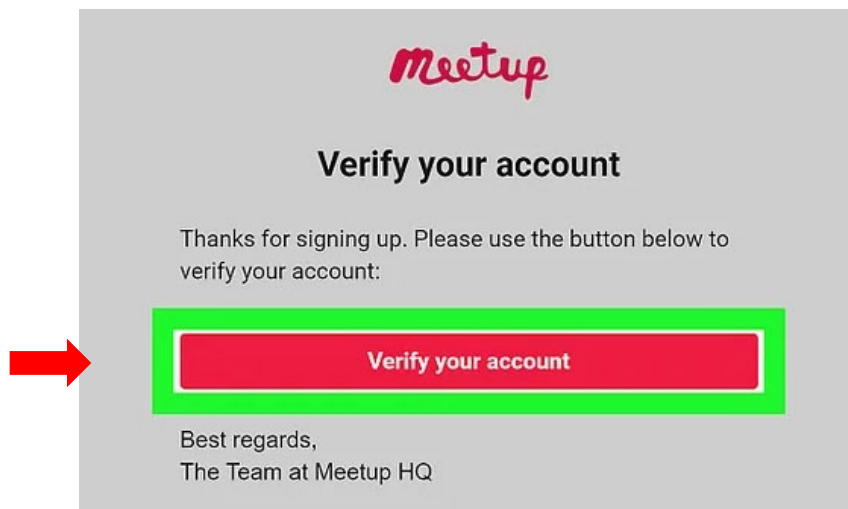 Meetup
Verify your account
Thanks for signing up. Please use the button below to
verify your account:
Verify your account
Best regards,
The Team at Meetup HQ